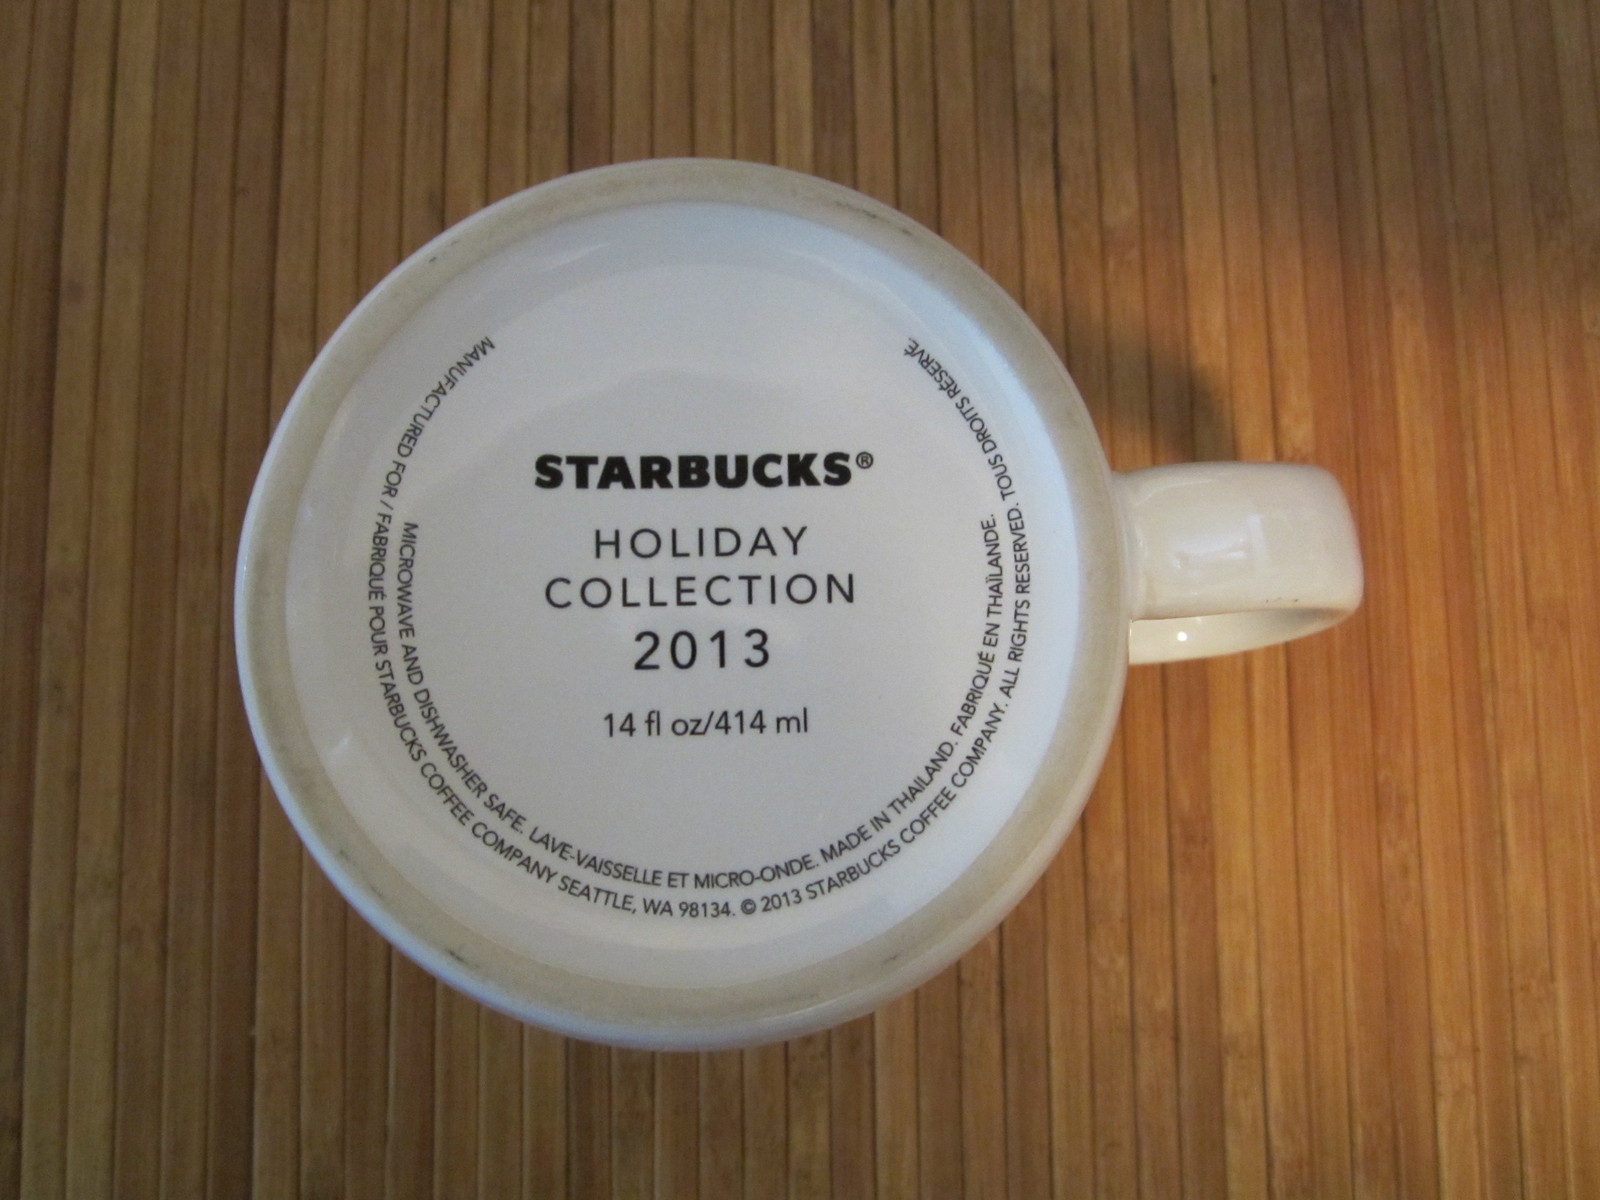 STARBUCKS®
HOLIDAY
COLLECTION
2013
14 fl oz/414 ml
MICROWAVE AND DISHWASHER SAFE. LAVE-VAISSELLE ET MICRO-ONDE. MADE IN THAILAND. FABRIQUÉ EN THAÏLANDE.
MANUFACTURED FOR / FABRIQUÉ POUR STARBUCKS COFFEE COMPANY SEATTLE, WA 98134. © 2013 STARBUCKS COFFEE COMPANY. ALL RIGHTS RESERVED. TOUS DROITS RÉSERVÉ.